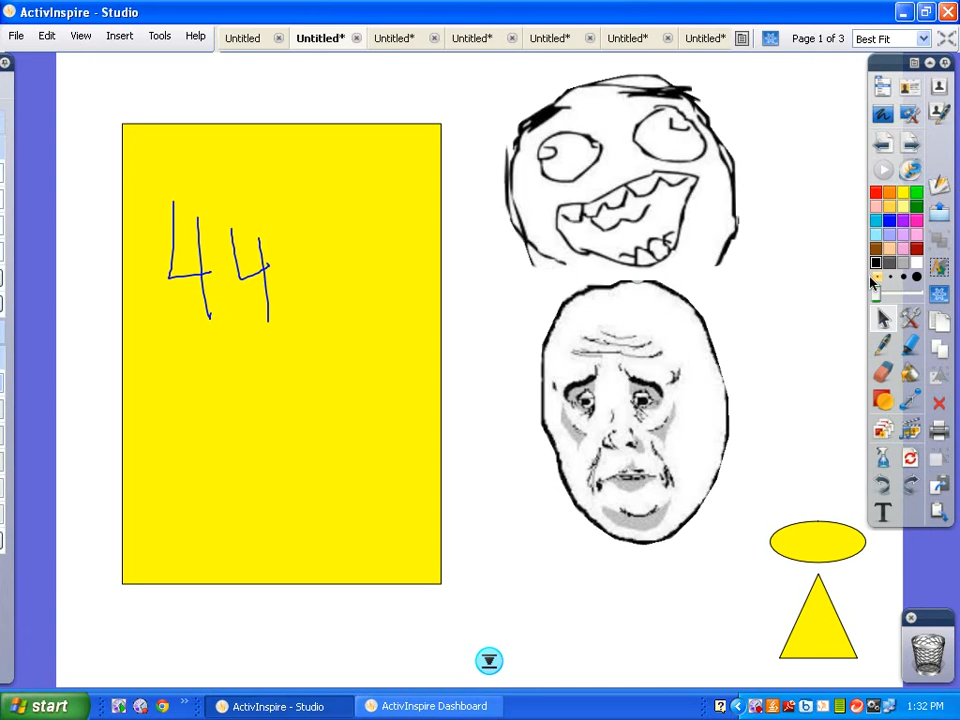 ActivInspire - Studio
File Edit View Insert Tools Help Untitled Untitled* Untitled* Untitled* Untitled* Untitled* Untitled* Page 1 of 3 Best Fit
44
T
start ActivInspire - Studio ActivInspire Dashboard 1:32 PM